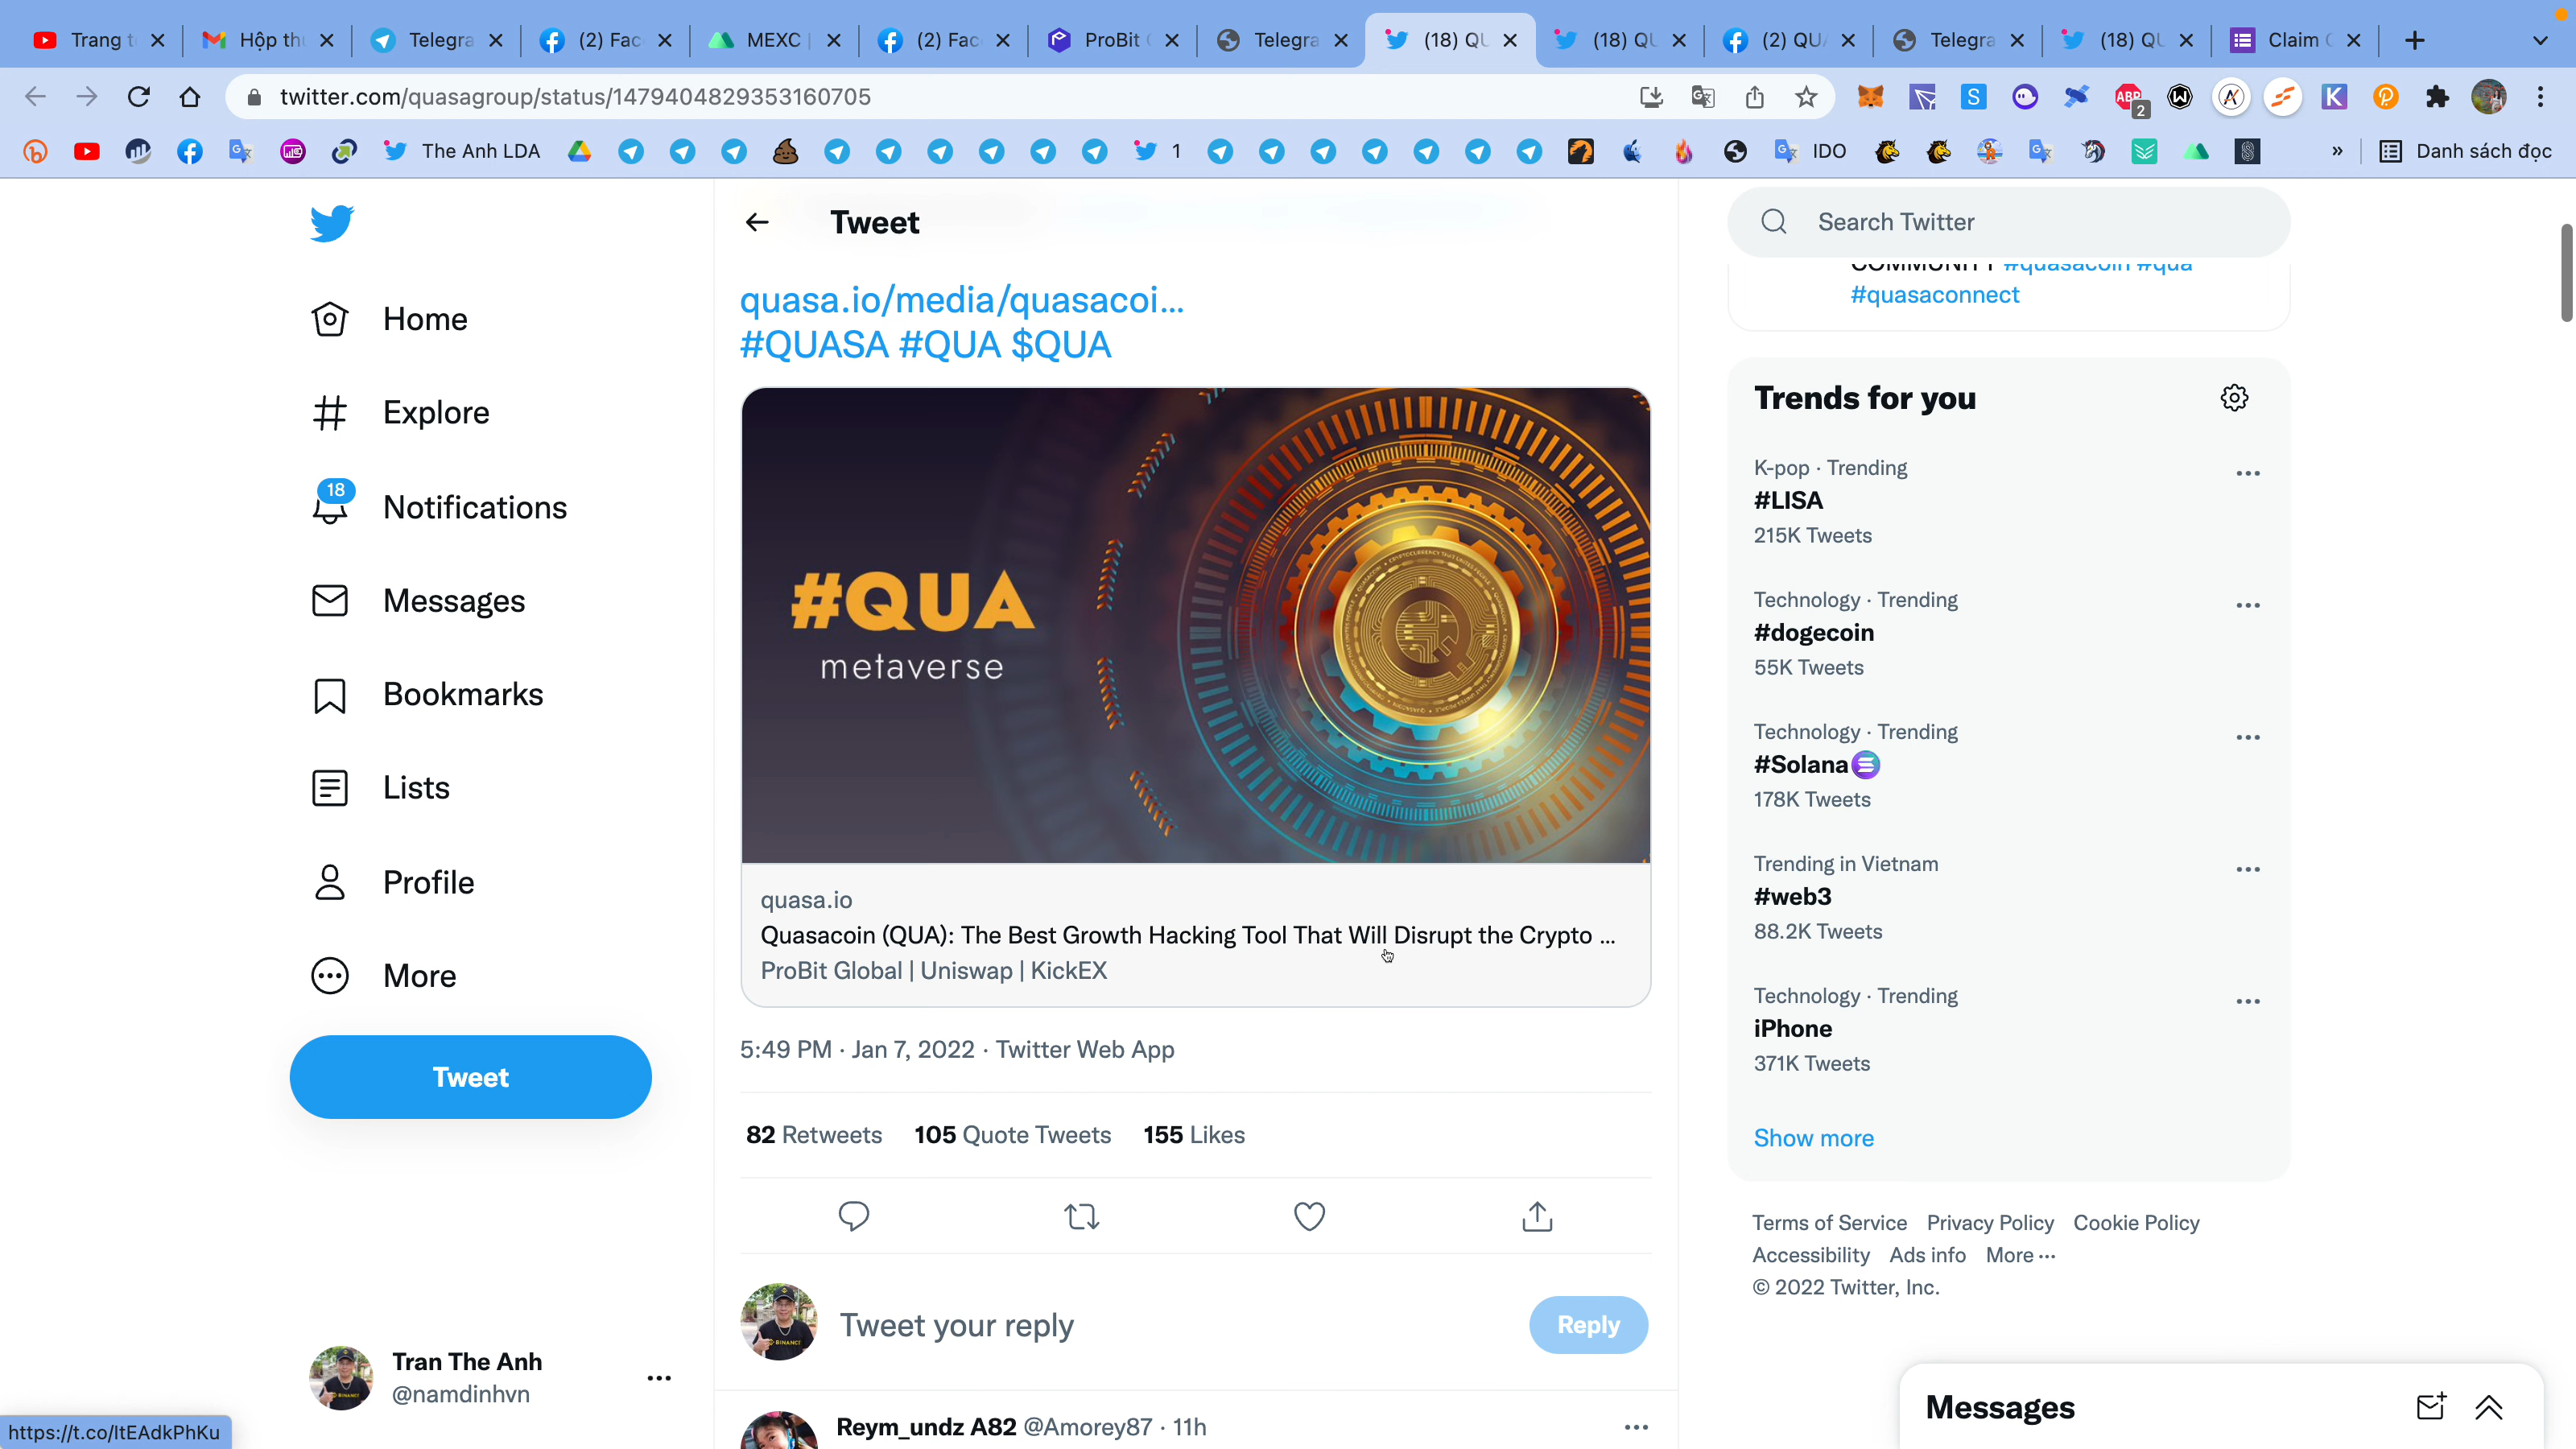 Trang t
Hộp th
Telegra
(2) Fac
MEXC |
(2) Fac
ProBit
Telegra
(18) QU
(18) QU
(2) QU
Telegra
(18) QU
Claim
twitter.com/quasagroup/status/1479404829353160705
ABP
2
The Anh LDA
1
IDO
»
Danh sách đọc
Home
Explore
18
Notifications
Messages
Bookmarks
Lists
Profile
More
Tweet
Tran The Anh
@namdinhvn
https://t.co/ItEAdkPhKu
Tweet
quasa.io/media/quasacoi...
#QUASA #QUA $QUA
#QUA
metaverse
quasa.io
Quasacoin (QUA): The Best Growth Hacking Tool That Will Disrupt the Crypto ...
ProBit Global | Uniswap | KickEX
5:49 PM · Jan 7, 2022 · Twitter Web App
82 Retweets 105 Quote Tweets 155 Likes
Tweet your reply
Reply
Reym_undz A82 @Amorey87 · 11h
Search Twitter
COMMUNITY #quasacoin #qua
#quasaconnect
Trends for you
K-pop · Trending
#LISA
215K Tweets
Technology · Trending
#dogecoin
55K Tweets
Technology · Trending
#Solana
178K Tweets
Trending in Vietnam
#web3
88.2K Tweets
Technology · Trending
iPhone
371K Tweets
Show more
Terms of Service Privacy Policy Cookie Policy
Accessibility Ads info More ···
© 2022 Twitter, Inc.
Messages